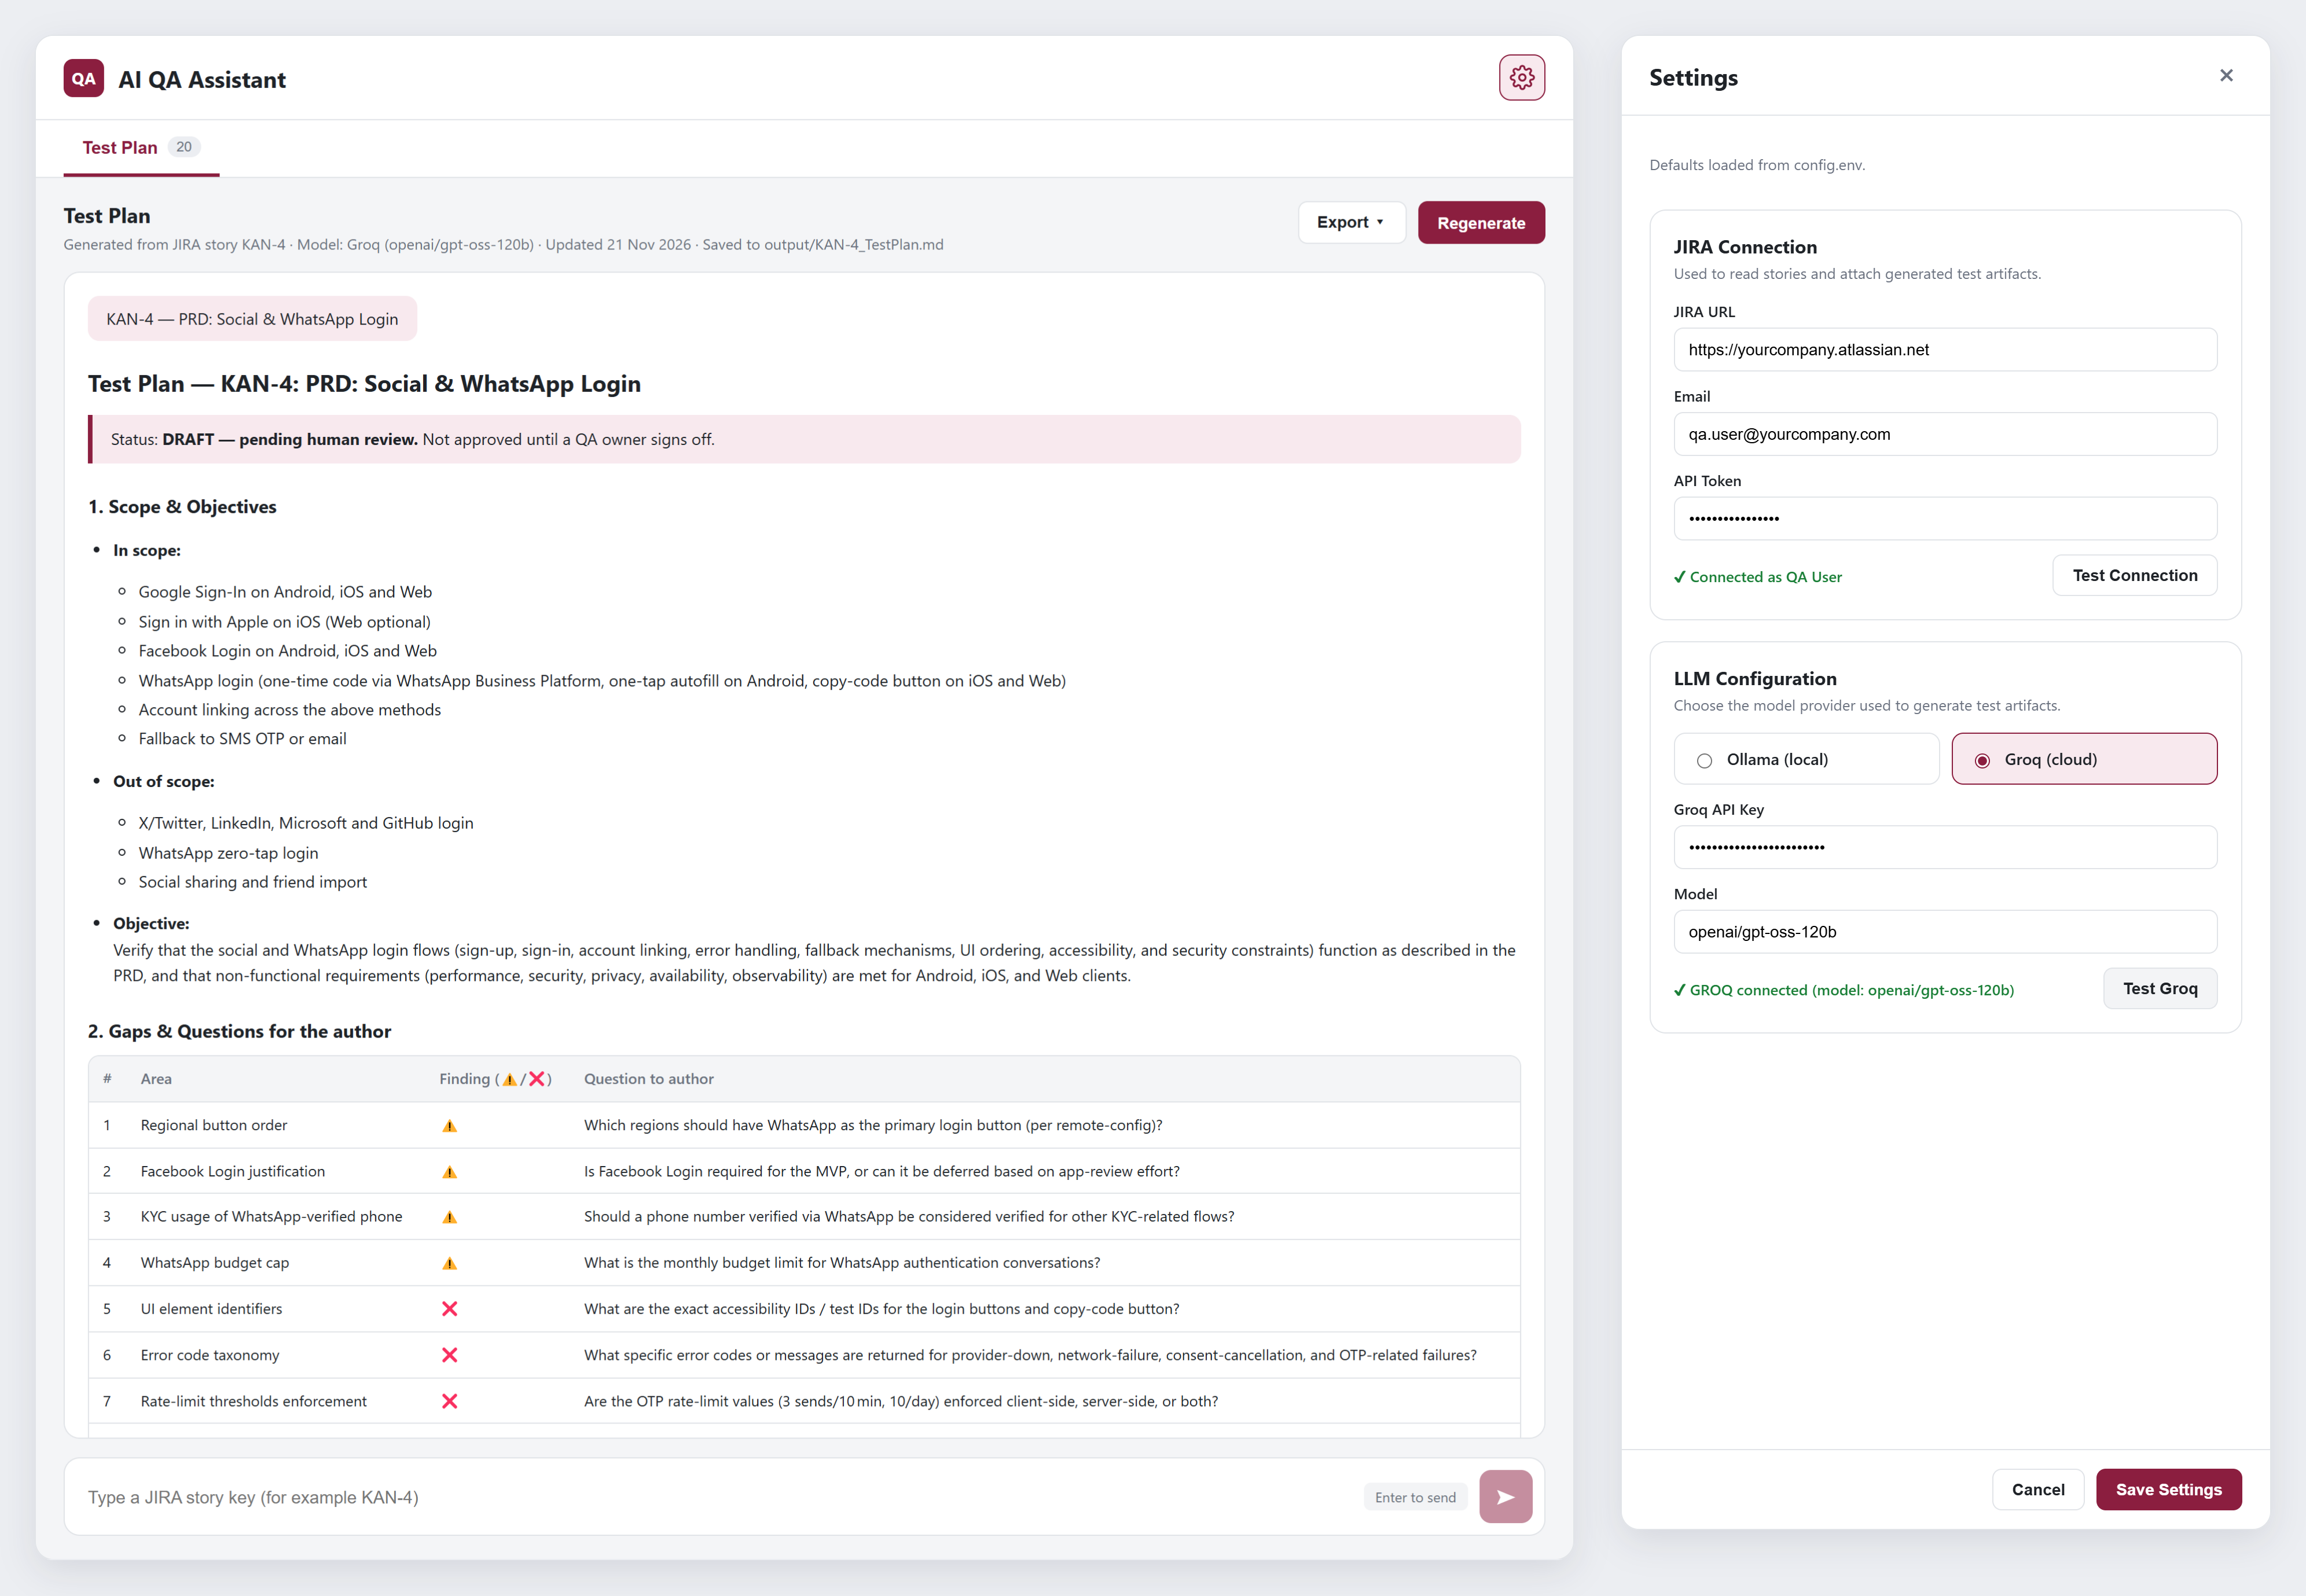 QA AI QA Assistant
Test Plan 20
Test Plan
Export ▼ Regenerate
Generated from JIRA story KAN-4 · Model: Groq (openai/gpt-oss-120b) · Updated 21 Nov 2026 · Saved to output/KAN-4_TestPlan.md
KAN-4 — PRD: Social & WhatsApp Login
Test Plan — KAN-4: PRD: Social & WhatsApp Login
Status: DRAFT — pending human review. Not approved until a QA owner signs off.
1. Scope & Objectives
• In scope:
○ Google Sign-In on Android, iOS and Web
○ Sign in with Apple on iOS (Web optional)
○ Facebook Login on Android, iOS and Web
○ WhatsApp login (one-time code via WhatsApp Business Platform, one-tap autofill on Android, copy-code button on iOS and Web)
○ Account linking across the above methods
○ Fallback to SMS OTP or email
• Out of scope:
○ X/Twitter, LinkedIn, Microsoft and GitHub login
○ WhatsApp zero-tap login
○ Social sharing and friend import
• Objective:
Verify that the social and WhatsApp login flows (sign-up, sign-in, account linking, error handling, fallback mechanisms, UI ordering, accessibility, and security constraints) function as described in the
PRD, and that non-functional requirements (performance, security, privacy, availability, observability) are met for Android, iOS, and Web clients.
2. Gaps & Questions for the author
# Area Finding (⚠️/❌) Question to author
1 Regional button order ⚠️ Which regions should have WhatsApp as the primary login button (per remote-config)?
2 Facebook Login justification ⚠️ Is Facebook Login required for the MVP, or can it be deferred based on app-review effort?
3 KYC usage of WhatsApp-verified phone ⚠️ Should a phone number verified via WhatsApp be considered verified for other KYC-related flows?
4 WhatsApp budget cap ⚠️ What is the monthly budget limit for WhatsApp authentication conversations?
5 UI element identifiers ❌ What are the exact accessibility IDs / test IDs for the login buttons and copy-code button?
6 Error code taxonomy ❌ What specific error codes or messages are returned for provider-down, network-failure, consent-cancellation, and OTP-related failures?
7 Rate-limit thresholds enforcement ❌ Are the OTP rate-limit values (3 sends/10 min, 10/day) enforced client-side, server-side, or both?
Type a JIRA story key (for example KAN-4) Enter to send
Settings ✕
Defaults loaded from config.env.
JIRA Connection
Used to read stories and attach generated test artifacts.
JIRA URL
https://yourcompany.atlassian.net
Email
qa.user@yourcompany.com
API Token
••••••••••••••••
✓ Connected as QA User Test Connection
LLM Configuration
Choose the model provider used to generate test artifacts.
Ollama (local) Groq (cloud)
Groq API Key
••••••••••••••••••••••••
Model
openai/gpt-oss-120b
✓ GROQ connected (model: openai/gpt-oss-120b) Test Groq
Cancel Save Settings